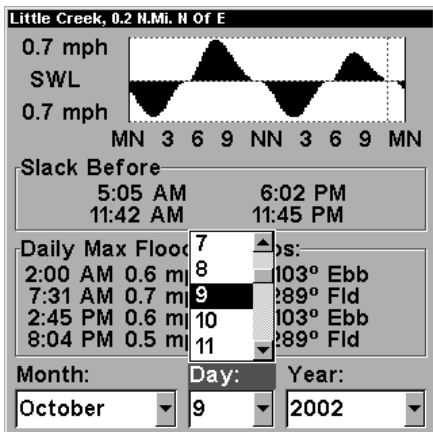 Little Creek, 0.2 N.Mi. N Of E
0.7 mph
SWL
0.7 mph
MN 3 6 9 NN 3 6 9 MN
Slack Before
5:05 AM 6:02 PM
11:42 AM 11:45 PM
Daily Max
2:00 AM 0.6 103º Ebb
7:31 AM 0.7 289º Fld
2:45 PM 0.6 103º Ebb
8:04 PM 0.5 289º Fld
7
8
9
10
11
Month: Day: Year:
October 9 2002